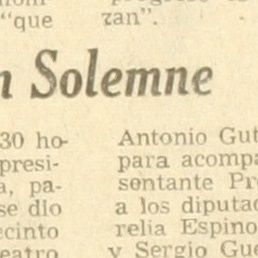 "que
zan".
n Solemne
30 ho-
presi-
a, pa-
se dio
ecinto
eatro
Antonio Gut
para acompa
sentante Pr
a los diputad
relia Espino
y Sergio Gue